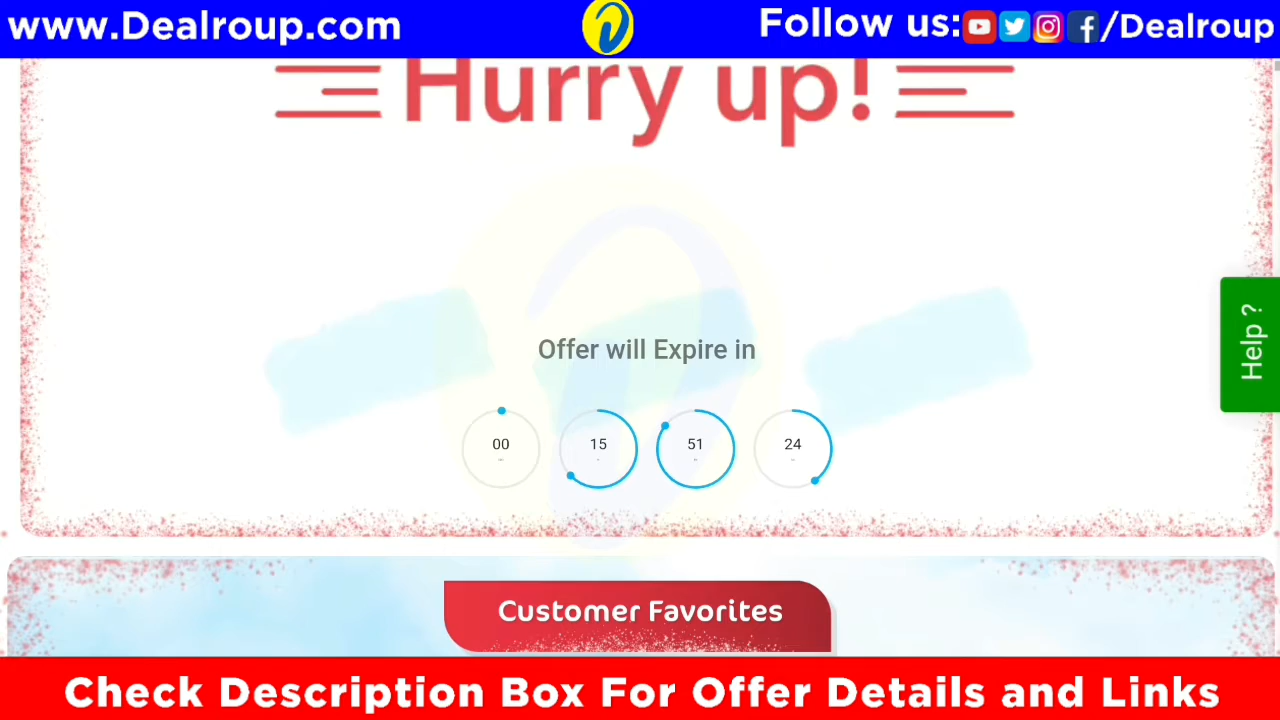 www.Dealroup.com
Follow us: /Dealroup
Hurry up!
Offer will Expire in
00 15 51 24
Help ?
Customer Favorites
Check Description Box For Offer Details and Links